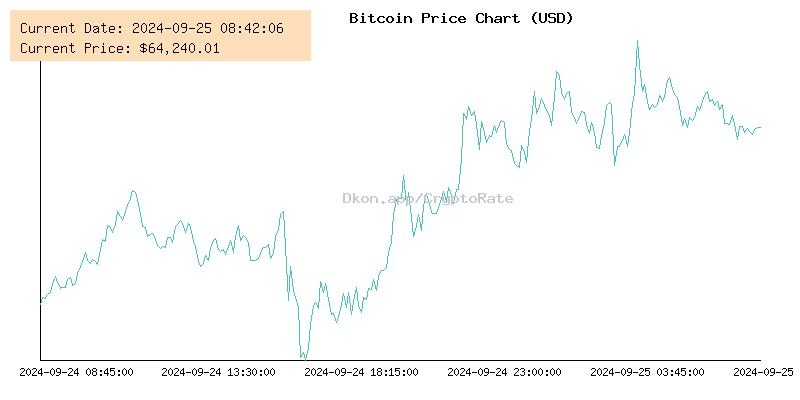 Bitcoin Price Chart (USD)
Current Date: 2024-09-25 08:42:06
Current Price: $64,240.01
Dkon.app/CryptoRate
2024-09-24 08:45:00
2024-09-24 13:30:00
2024-09-24 18:15:00
2024-09-24 23:00:00
2024-09-25 03:45:00
2024-09-25